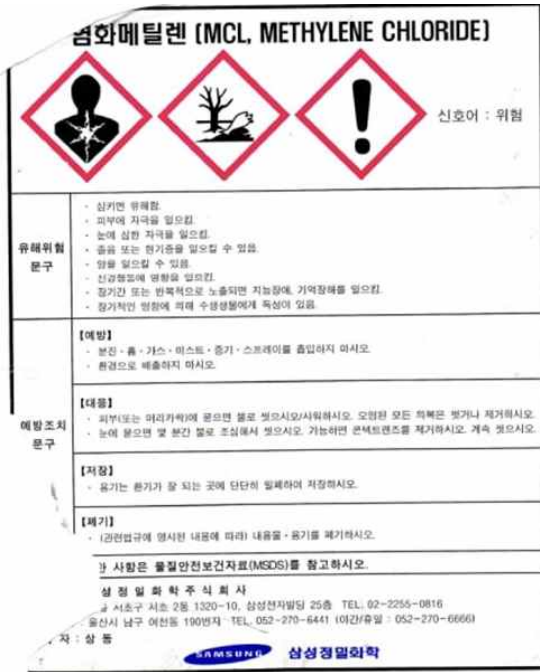 염화메틸렌 (MCL, METHYLENE CHLORIDE)
신호어 : 위험
유해위험
문구
- 삼키면 유해함.
- 피부에 자극을 일으킴.
- 눈에 심한 자극을 일으킴.
- 졸음 또는 현기증을 일으킬 수 있음.
- 암을 일으킬 수 있음.
- 신경행동에 영향을 일으킴.
- 장기간 또는 반복적으로 노출되면 지능장애, 기억장해를 일으킴.
- 장기적인 영향에 의해 수생생물에게 독성이 있음.
예방조치
문구
【예방】
- 분진·흄·가스·미스트·증기·스프레이를 흡입하지 마시오.
- 환경으로 배출하지 마시오.
【대응】
- 피부(또는 머리카락)에 묻으면 물로 씻으시오/샤워하시오. 오염된 모든 의복은 벗거나 제거하시오.
- 눈에 묻으면 몇 분간 물로 조심해서 씻으시오. 가능하면 콘택트렌즈를 제거하시오. 계속 씻으시오.
【저장】
- 용기는 환기가 잘 되는 곳에 단단히 밀폐하여 저장하시오.
【폐기】
- (관련법규에 명시된 내용에 따라) 내용물·용기를 폐기하시오.
사항은 물질안전보건자료(MSDS)를 참고하시오.
성정밀화학주식회사
서초구 서초 2동 1320-10, 삼성전자빌딩 25층 TEL. 02-2255-0816
울산시 남구 여천동 190번지 TEL. 052-270-6441 (야간/휴일 : 052-270-6666)
자 : 상동
SAMSUNG 삼성정밀화학